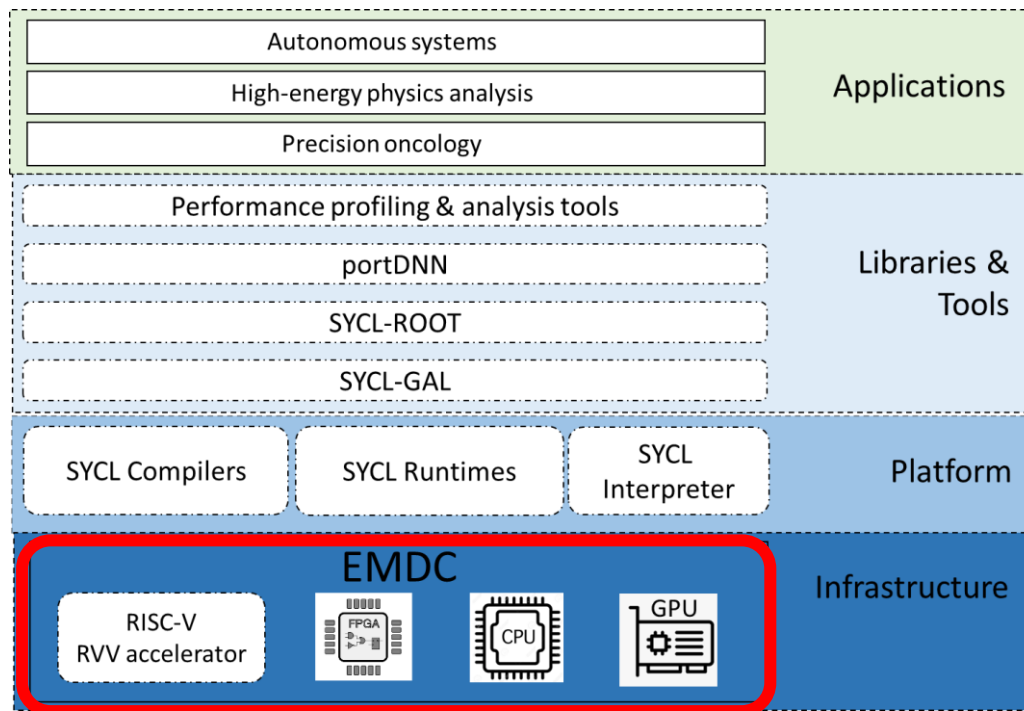 Autonomous systems
High-energy physics analysis
Precision oncology
Applications
Performance profiling & analysis tools
portDNN
SYCL-ROOT
SYCL-GAL
Libraries &
Tools
SYCL Compilers
SYCL Runtimes
SYCL
Interpreter
Platform
EMDC
RISC-V
RVV accelerator
FPGA
CPU
GPU
Infrastructure